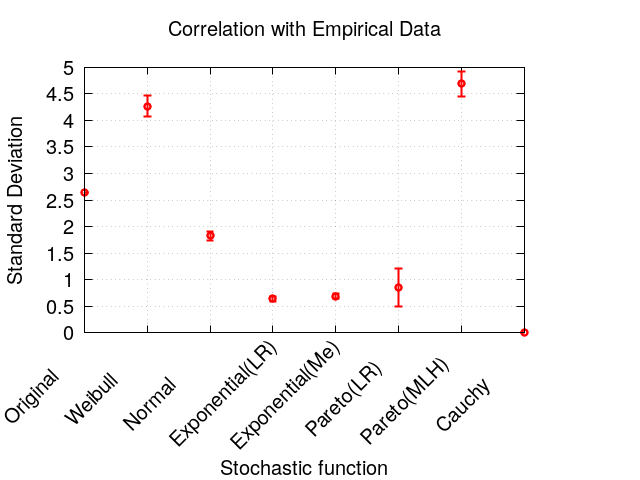 Correlation with Empirical Data
Standard Deviation
5
4.5
4
3.5
3
2.5
2
1.5
1
0.5
0
Original
Weibull
Normal
Exponential(LR)
Exponential(Me)
Pareto(LR)
Pareto(MLH)
Cauchy
Stochastic function